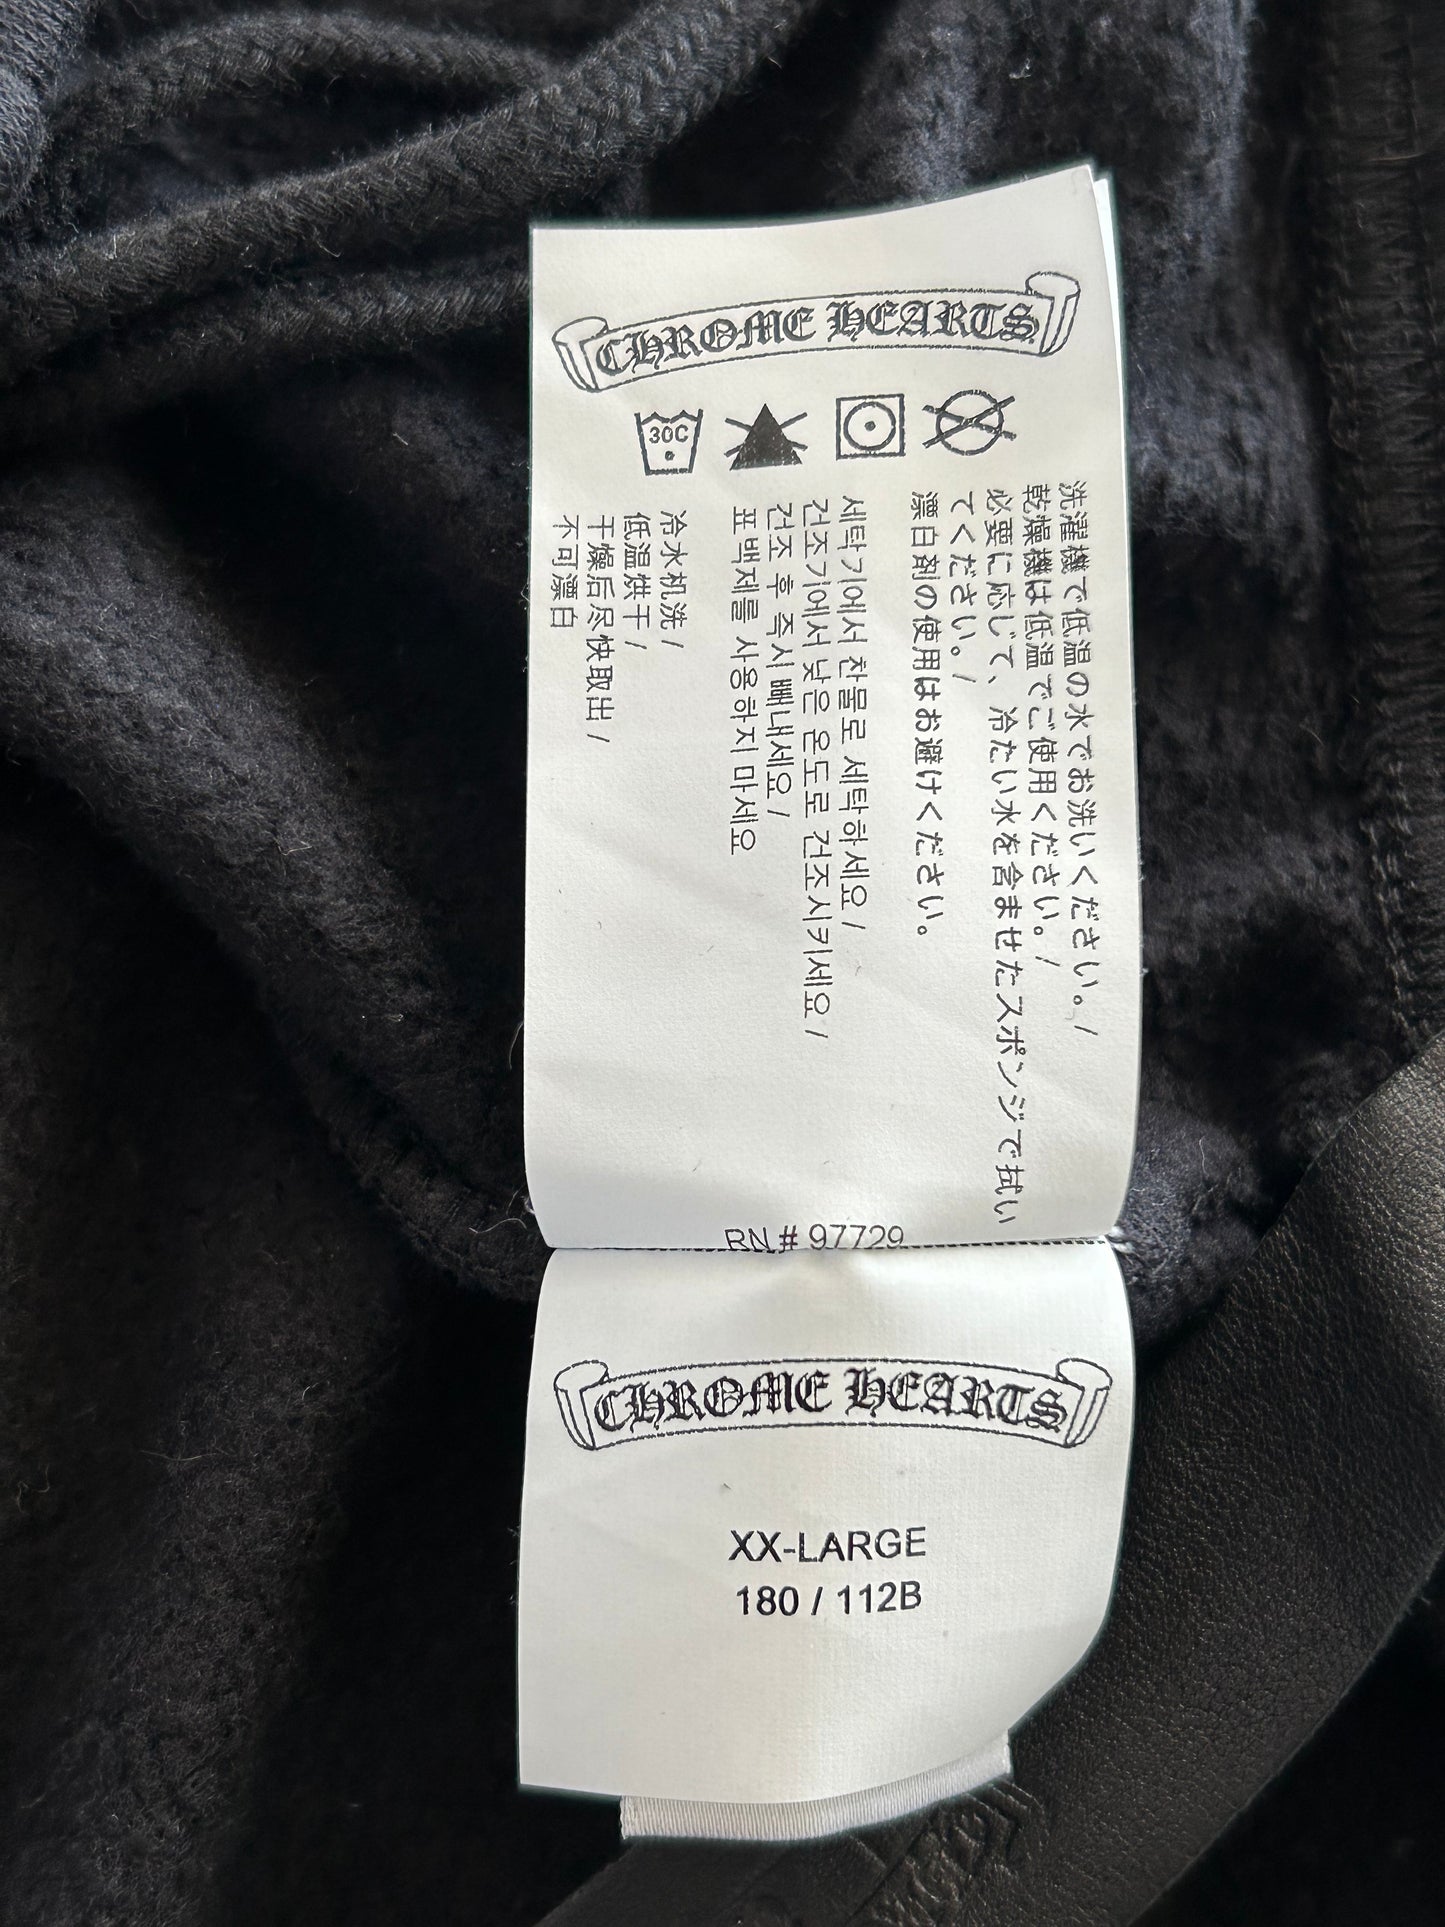 CHROME HEARTS
30C
洗濯機で低温の水でお洗いください。/
乾燥機は低温でご使用ください。/
必要に応じて、冷たい水を含ませたスポンジで拭い
てください。/
漂白剤の使用はお避けください。
세탁기에서 찬물로 세탁하세요 /
건조기에서 낮은 온도로 건조시키세요 /
건조 후 즉시 빼내세요 /
표백제를 사용하지 마세요
冷水机洗 /
低温烘干 /
干燥后尽快取出 /
不可漂白
RN # 97729
CHROME HEARTS
XX-LARGE
180 / 112B